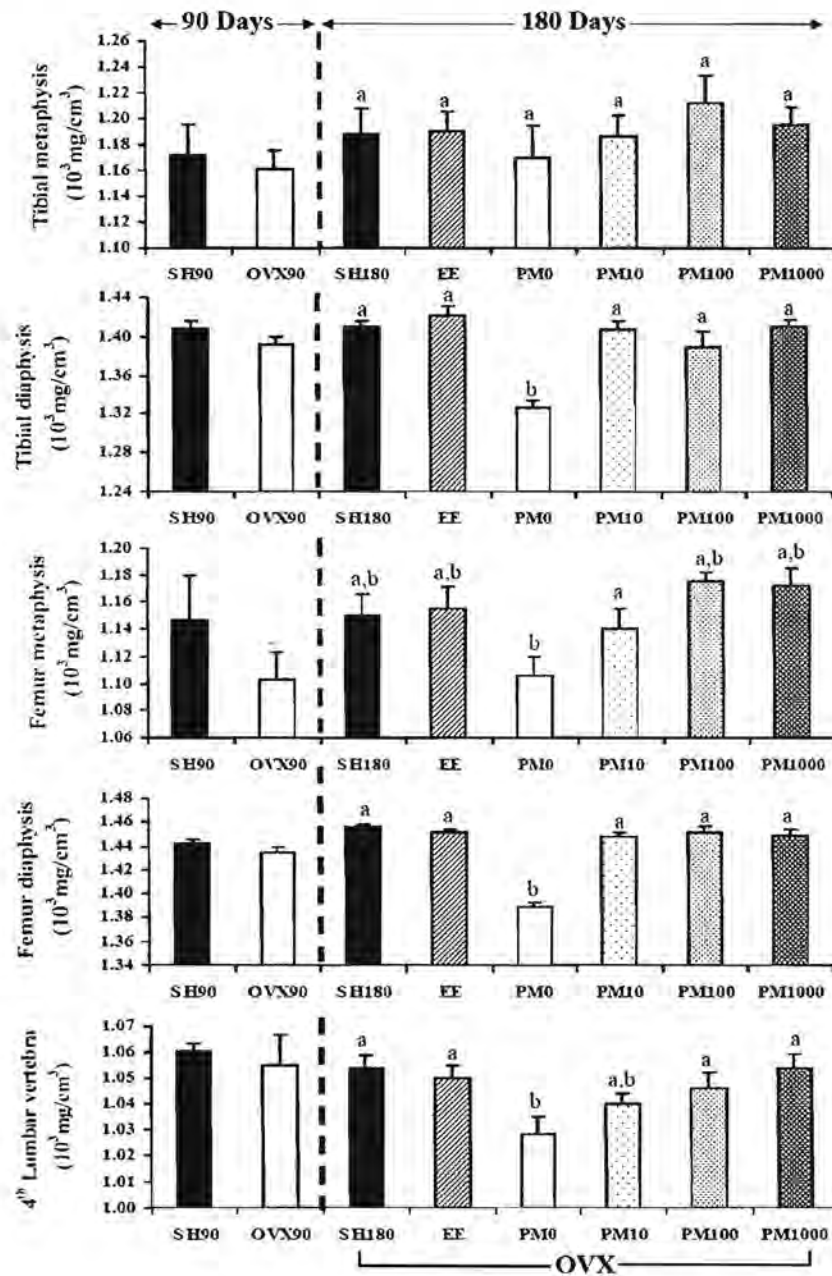 90 Days 180 Days
Tibial metaphysis
(10³ mg/cm³)
1.26
1.24
1.22
1.20
1.18
1.16
1.14
1.12
1.10
a a a a a a
SH90 OVX90 SH180 EE PM0 PM10 PM100 PM1000
Tibial diaphysis
(10³ mg/cm³)
1.44
1.40
1.36
1.32
1.28
1.24
a a b a a a
SH90 OVX90 SH180 EE PM0 PM10 PM100 PM1000
Femur metaphysis
(10³ mg/cm³)
1.20
1.18
1.16
1.14
1.12
1.10
1.08
1.06
a,b a,b b a a,b a,b
SH90 OVX90 SH180 EE PM0 PM10 PM100 PM1000
Femur diaphysis
(10³ mg/cm³)
1.48
1.46
1.44
1.42
1.40
1.38
1.36
1.34
a a b a a a
SH90 OVX90 SH180 EE PM0 PM10 PM100 PM1000
4th Lumbar vertebra
(10³ mg/cm³)
1.07
1.06
1.05
1.04
1.03
1.02
1.01
1.00
a a b a,b a a
SH90 OVX90 SH180 EE PM0 PM10 PM100 PM1000
OVX